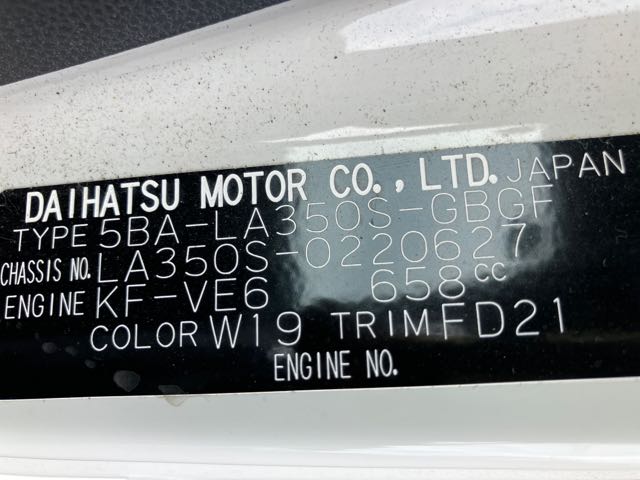 DAIHATSU MOTOR CO., LTD. JAPAN
TYPE 5BA-LA350S-GBGF
CHASSIS NO. LA350S-0220627
ENGINE KF-VE6 658cc
COLOR W19 TRIM FD21
ENGINE NO.